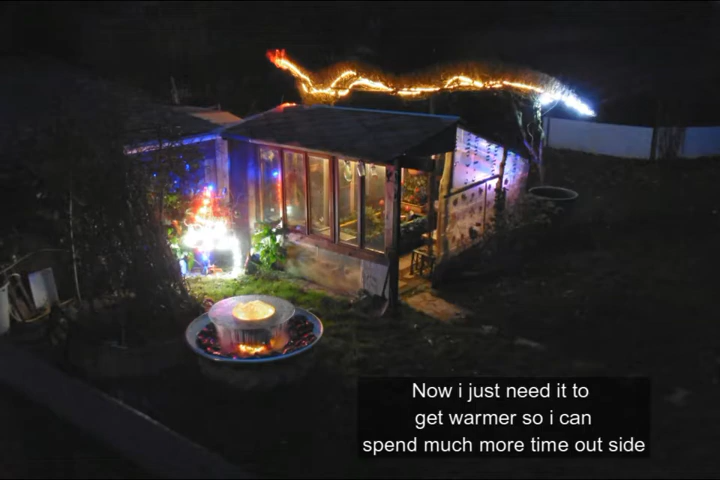 Now i just need it to
get warmer so i can
spend much more time out side